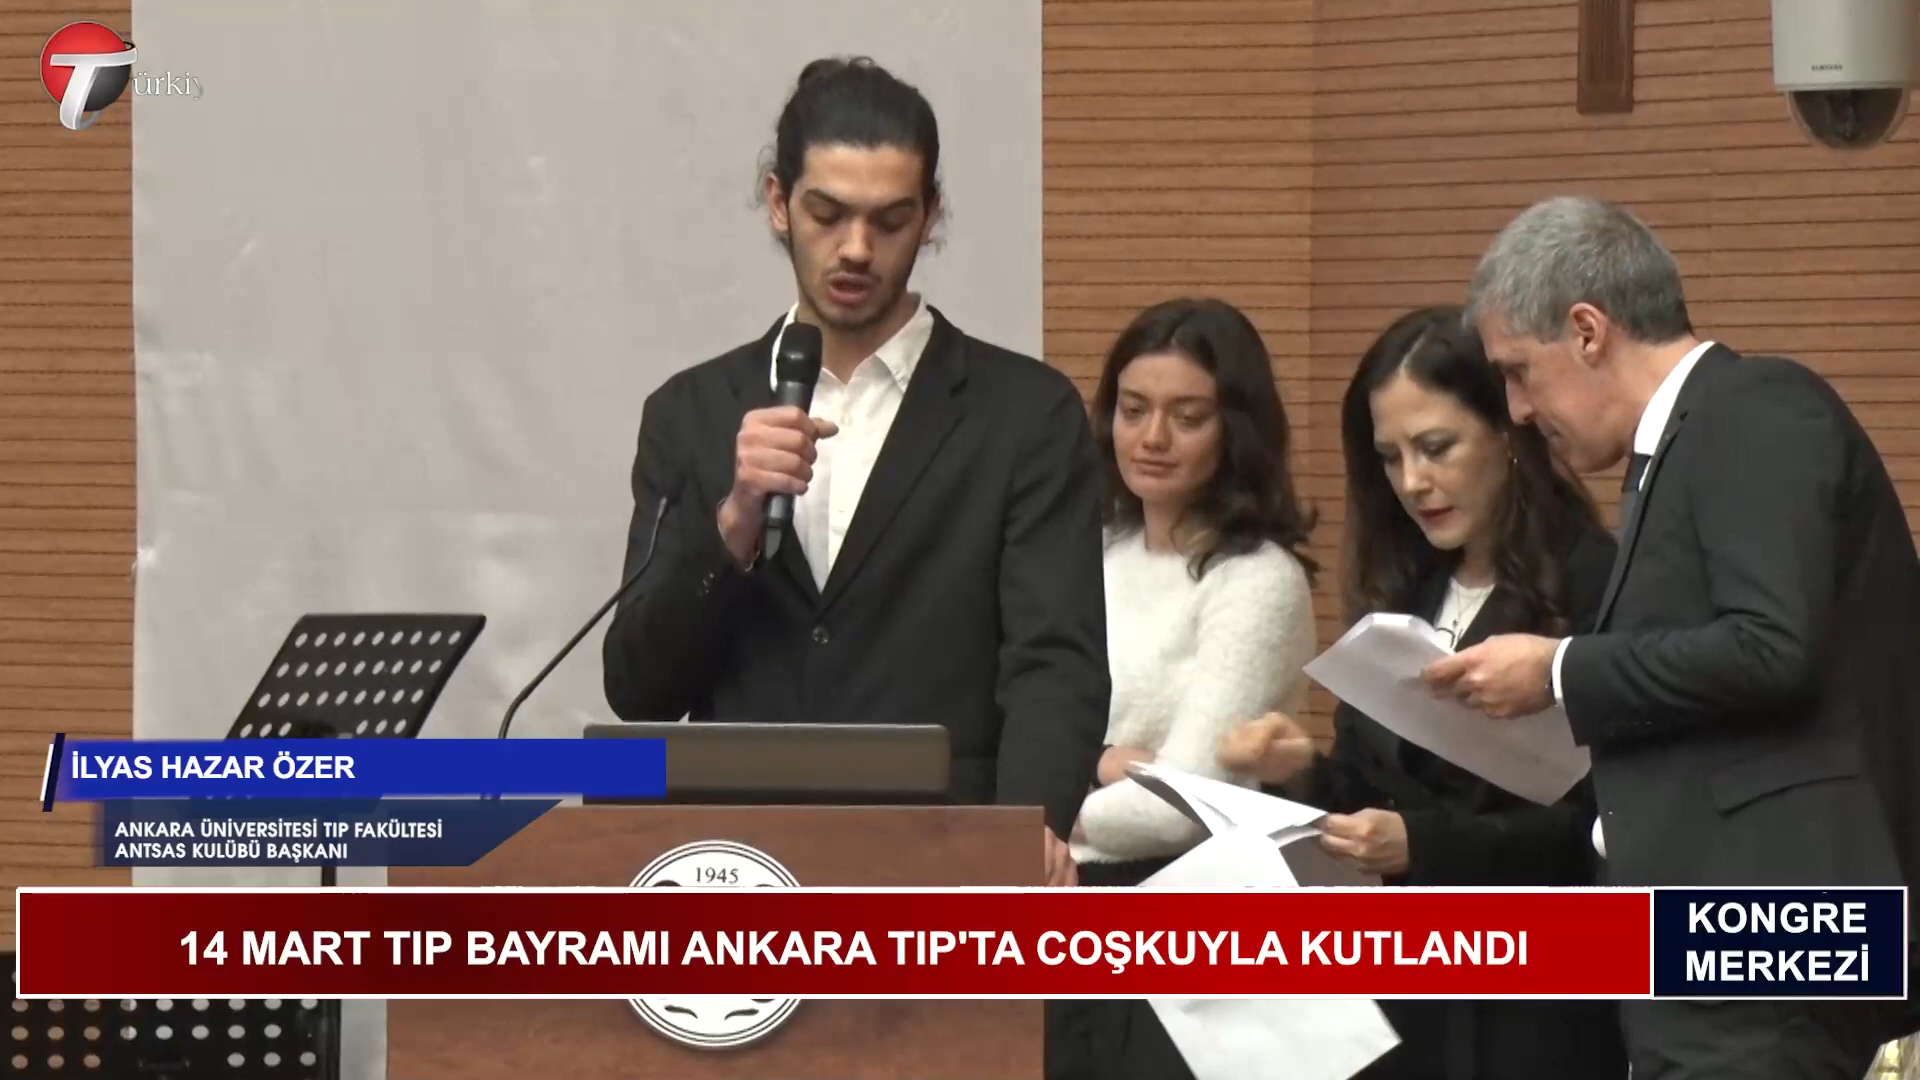 Türkiy
İLYAS HAZAR ÖZER
ANKARA ÜNİVERSİTESİ TIP FAKÜLTESİ
ANTSAS KULÜBÜ BAŞKANI
1945
14 MART TIP BAYRAMI ANKARA TIP'TA COŞKUYLA KUTLANDI
KONGRE
MERKEZİ